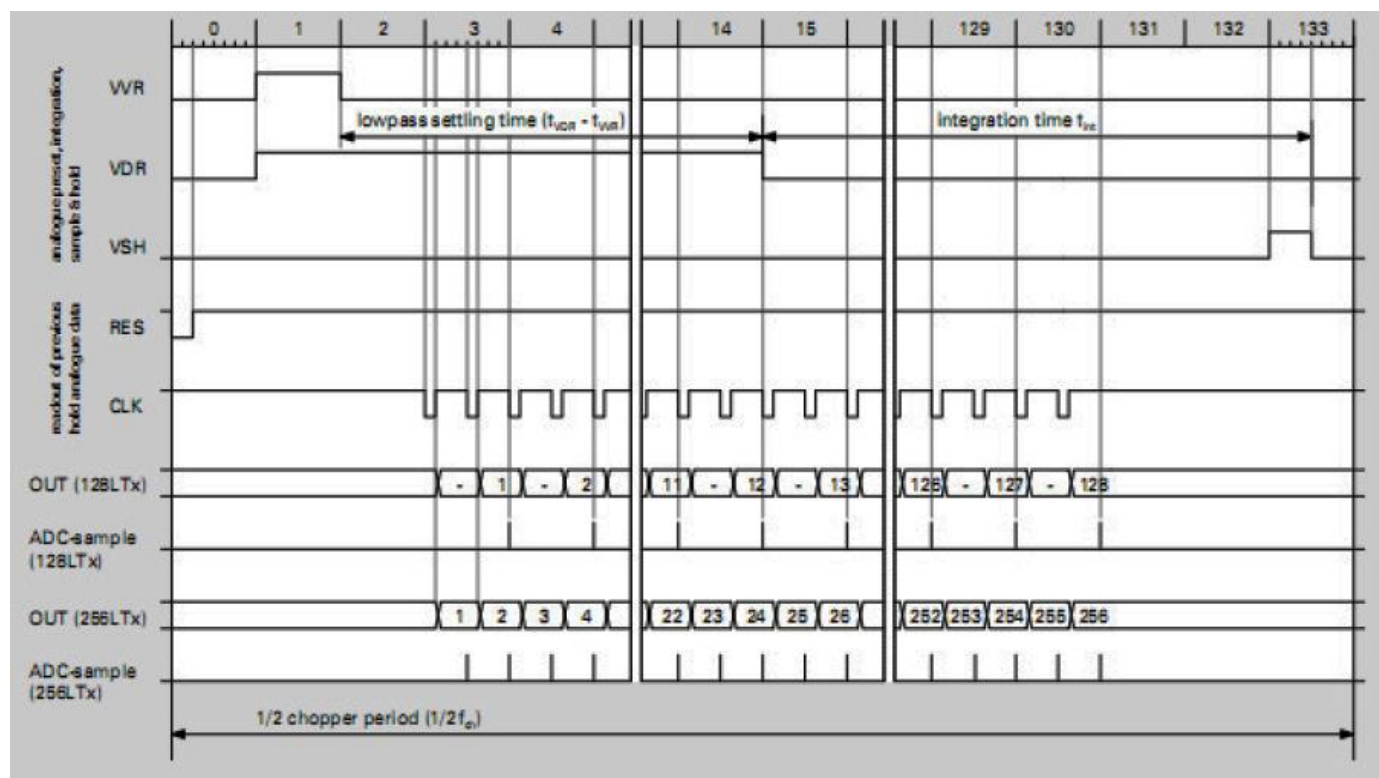 0 1 2 3 4 14 15 129 130 131 132 133
VVR
lowpass settling time (tVDR - tVVR)
integration time tint
VDR
VSH
analogue preset, integration,
sample & hold
RES
CLK
readout of previous
hold analogue data
OUT (128LTx) - 1 - 2 11 - 12 - 13 126 - 127 - 128
ADC-sample
(128LTx)
OUT (256LTx) 1 2 3 4 22 23 24 25 26 252 253 254 255 256
ADC-sample
(256LTx)
1/2 chopper period (1/2fch)